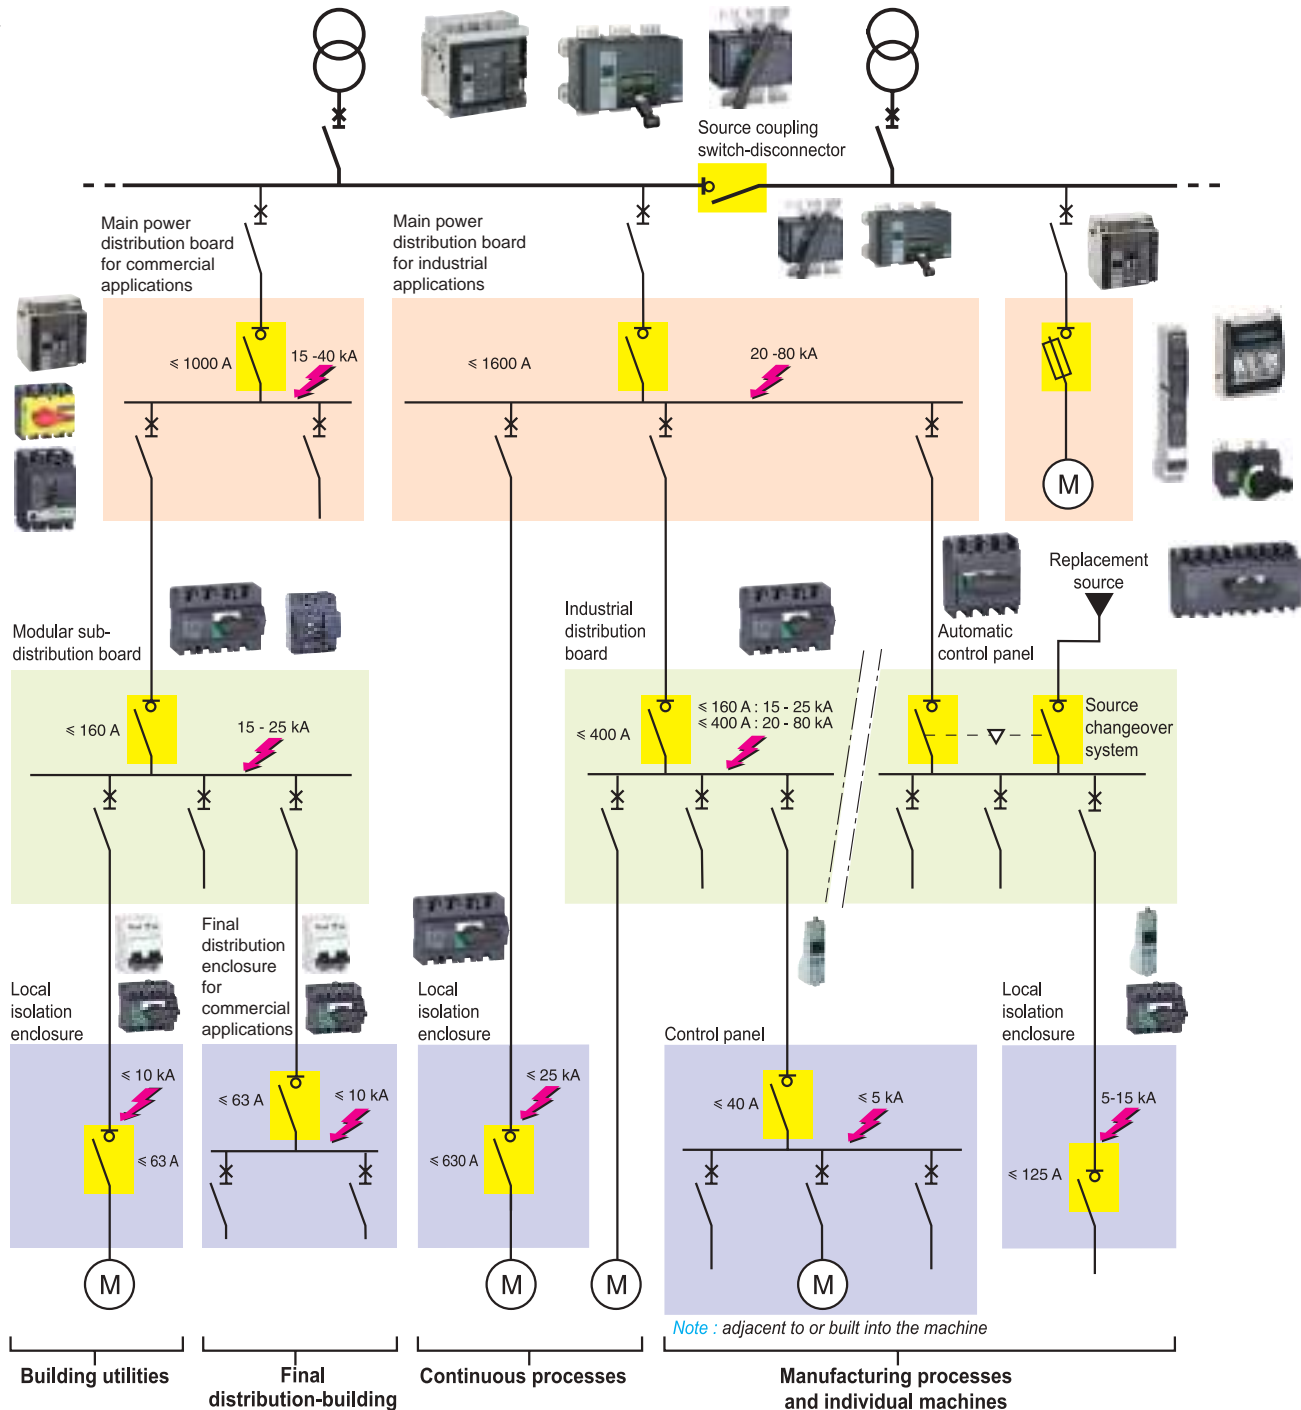 Source coupling
switch-disconnector
Main power
distribution board
for commercial
applications
Main power
distribution board
for industrial
applications
≤ 1000 A
15 -40 kA
≤ 1600 A
20 -80 kA
M
Replacement
source
Modular sub-
distribution board
Industrial
distribution
board
Automatic
control panel
≤ 160 A
15 - 25 kA
≤ 400 A
≤ 160 A : 15 - 25 kA
≤ 400 A : 20 - 80 kA
Source
changeover
system
Local
isolation
enclosure
Final
distribution
enclosure
for
commercial
applications
Local
isolation
enclosure
Control panel
Local
isolation
enclosure
≤ 10 kA
≤ 63 A
≤ 63 A
≤ 10 kA
≤ 25 kA
≤ 630 A
≤ 40 A
≤ 5 kA
5-15 kA
≤ 125 A
M
M
M
M
Note : adjacent to or built into the machine
Building utilities
Final
distribution-building
Continuous processes
Manufacturing processes
and individual machines